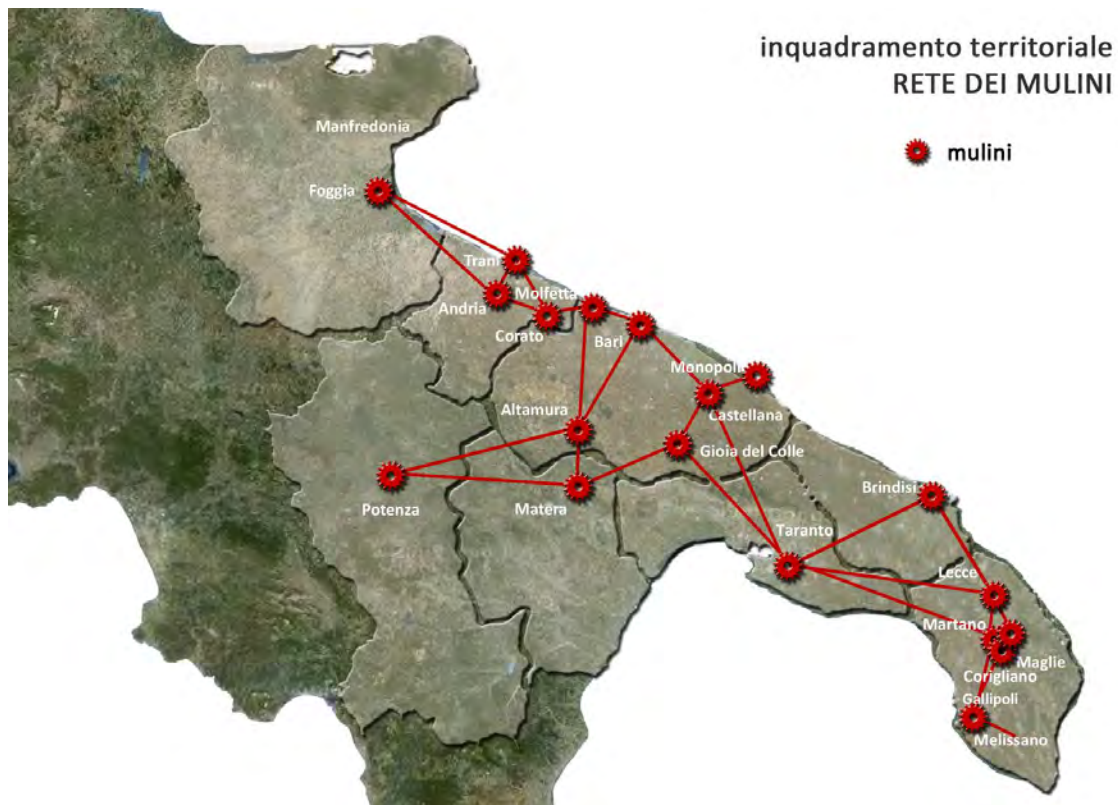 inquadramento territoriale
RETE DEI MULINI
mulini
Manfredonia
Foggia
Trani
Molfetta
Andria
Corato
Bari
Monopoli
Altamura
Castellana
Gioia del Colle
Potenza
Matera
Brindisi
Taranto
Lecce
Martano
Maglie
Corigliano
Gallipoli
Melissano